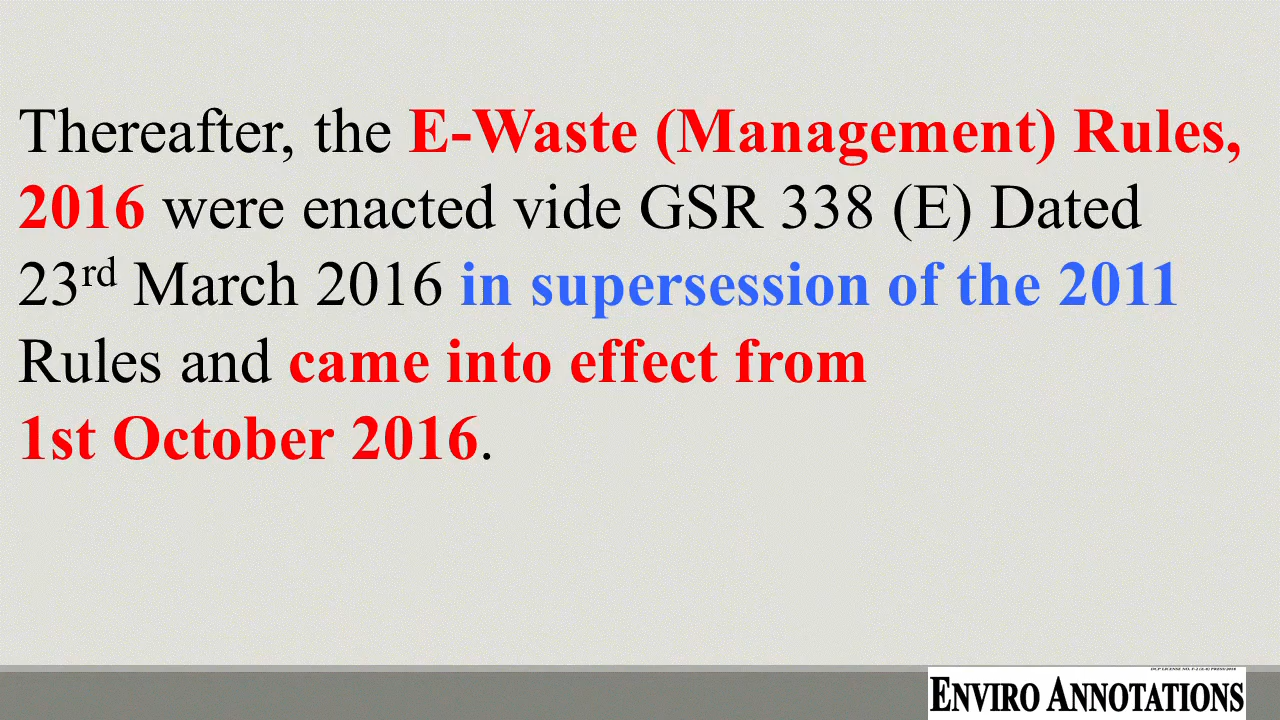 Thereafter, the E-Waste (Management) Rules,
2016 were enacted vide GSR 338 (E) Dated
23rd March 2016 in supersession of the 2011
Rules and came into effect from
1st October 2016.
ENVIRO ANNOTATIONS